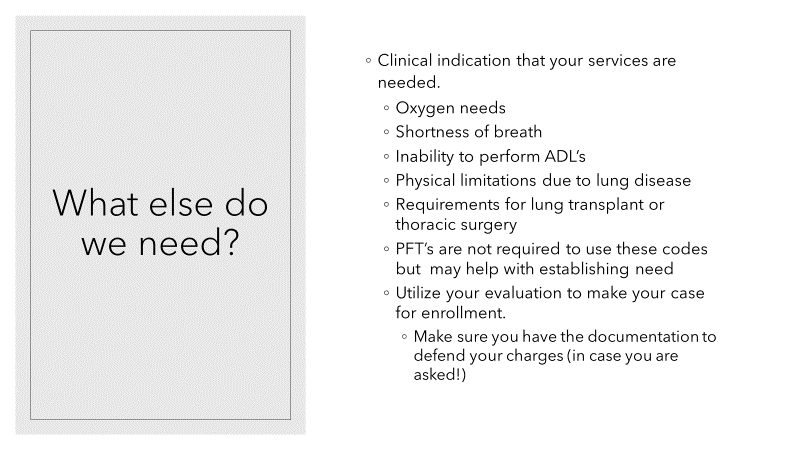 What else do
we need?
◦ Clinical indication that your services are
needed.
◦ Oxygen needs
◦ Shortness of breath
◦ Inability to perform ADL’s
◦ Physical limitations due to lung disease
◦ Requirements for lung transplant or
thoracic surgery
◦ PFT’s are not required to use these codes
but  may help with establishing need
◦ Utilize your evaluation to make your case
for enrollment.
◦ Make sure you have the documentation to
defend your charges (in case you are
asked!)